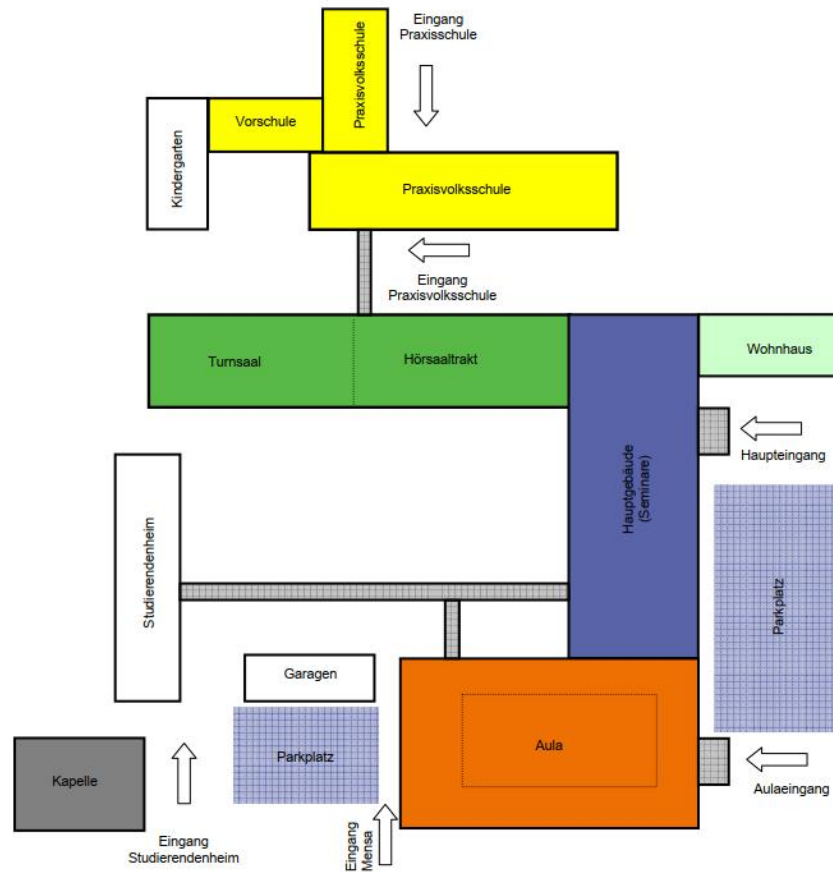 Eingang
Praxisschule
Praxisvolksschule
Vorschule
Kindergarten
Praxisvolksschule
Eingang
Praxisvolksschule
Turnsaal
Hörsaaltrakt
Wohnhaus
Haupteingang
Hauptgebäude
(Seminare)
Studierendenheim
Parkplatz
Garagen
Parkplatz
Aula
Kapelle
Aulaeingang
Eingang
Studierendenheim
Eingang
Mensa